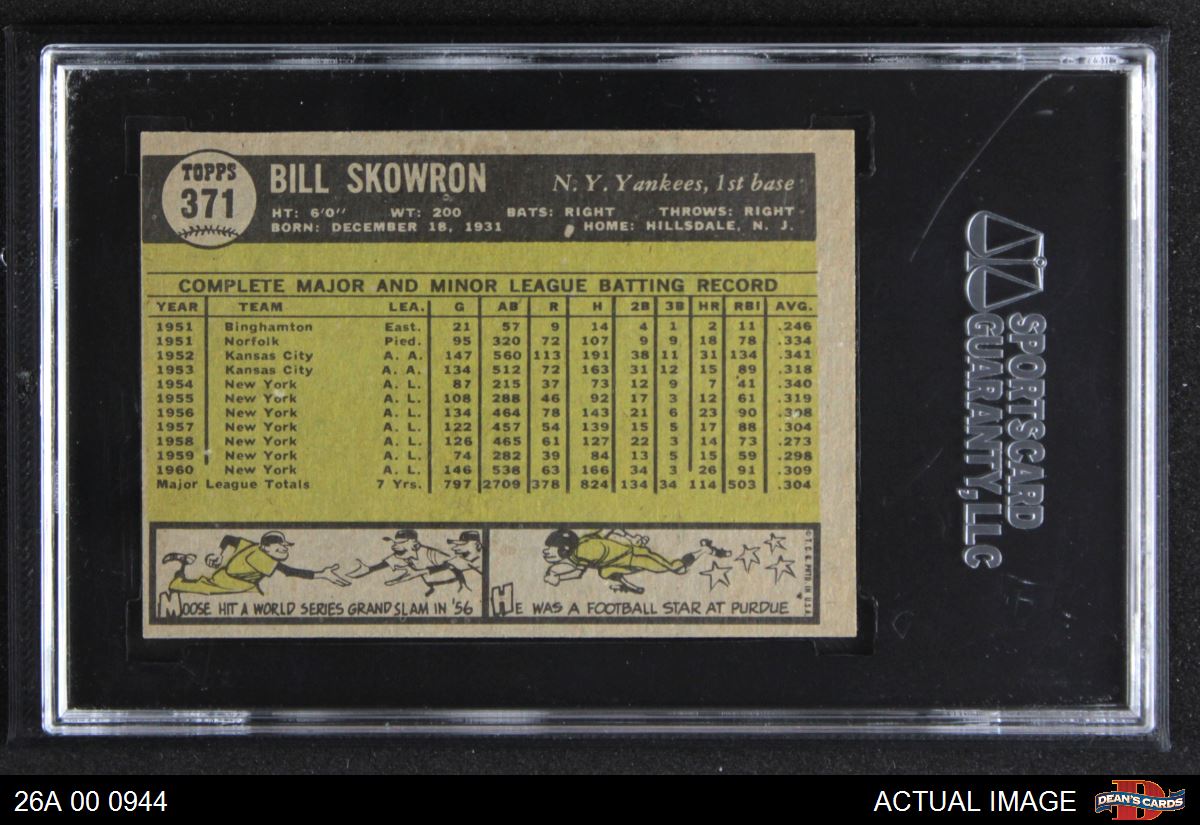 TOPPS
371
BILL SKOWRON
N. Y. Yankees, 1st base
HT: 6'0" WT: 200 BATS: RIGHT THROWS: RIGHT
BORN: DECEMBER 18, 1931 HOME: HILLSDALE, N. J.
COMPLETE MAJOR AND MINOR LEAGUE BATTING RECORD
YEAR TEAM LEA. G AB R H 2B 3B HR RBI AVG.
1951 Binghamton East. 21 57 9 14 4 1 2 11 .246
1951 Norfolk Pied. 95 320 72 107 9 9 18 78 .334
1952 Kansas City A. A. 147 560 113 191 38 11 31 134 .341
1953 Kansas City A. A. 134 512 72 163 31 12 15 89 .318
1954 New York A. L. 87 215 37 73 12 9 7 41 .340
1955 New York A. L. 108 288 46 92 17 3 12 61 .319
1956 New York A. L. 134 464 78 143 21 6 23 90 .308
1957 New York A. L. 122 457 54 139 15 5 17 88 .304
1958 New York A. L. 126 465 61 127 22 3 14 73 .273
1959 New York A. L. 74 282 39 84 13 5 15 59 .298
1960 New York A. L. 146 538 63 166 34 3 26 91 .309
Major League Totals 7 Yrs. 797 2709 378 824 134 34 114 503 .304
MOOSE HIT A WORLD SERIES GRAND SLAM IN '56
HE WAS A FOOTBALL STAR AT PURDUE
© T.C.G. PRTD. IN U.S.A.
SPORTSCARD
GUARANTY, LLC
26A 00 0944
ACTUAL IMAGE
D
DEAN'S CARDS